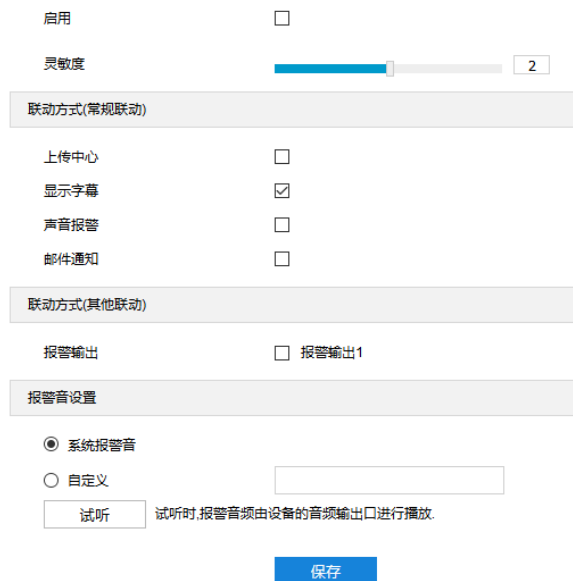 启用
灵敏度 2
联动方式(常规联动)
上传中心
显示字幕
声音报警
邮件通知
联动方式(其他联动)
报警输出 报警输出1
报警音设置
系统报警音
自定义
试听 试听时,报警音频由设备的音频输出口进行播放.
保存